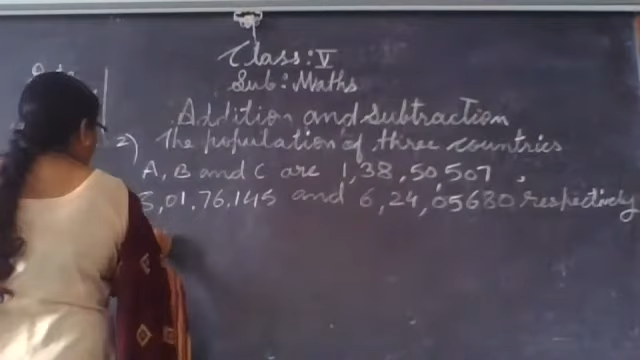 Class: V
Sub: Maths
Addition and Subtraction
2) The population of three countries
A, B and C are 1,38,50,507,
5,01,76,145 and 6,24,05680 respectively